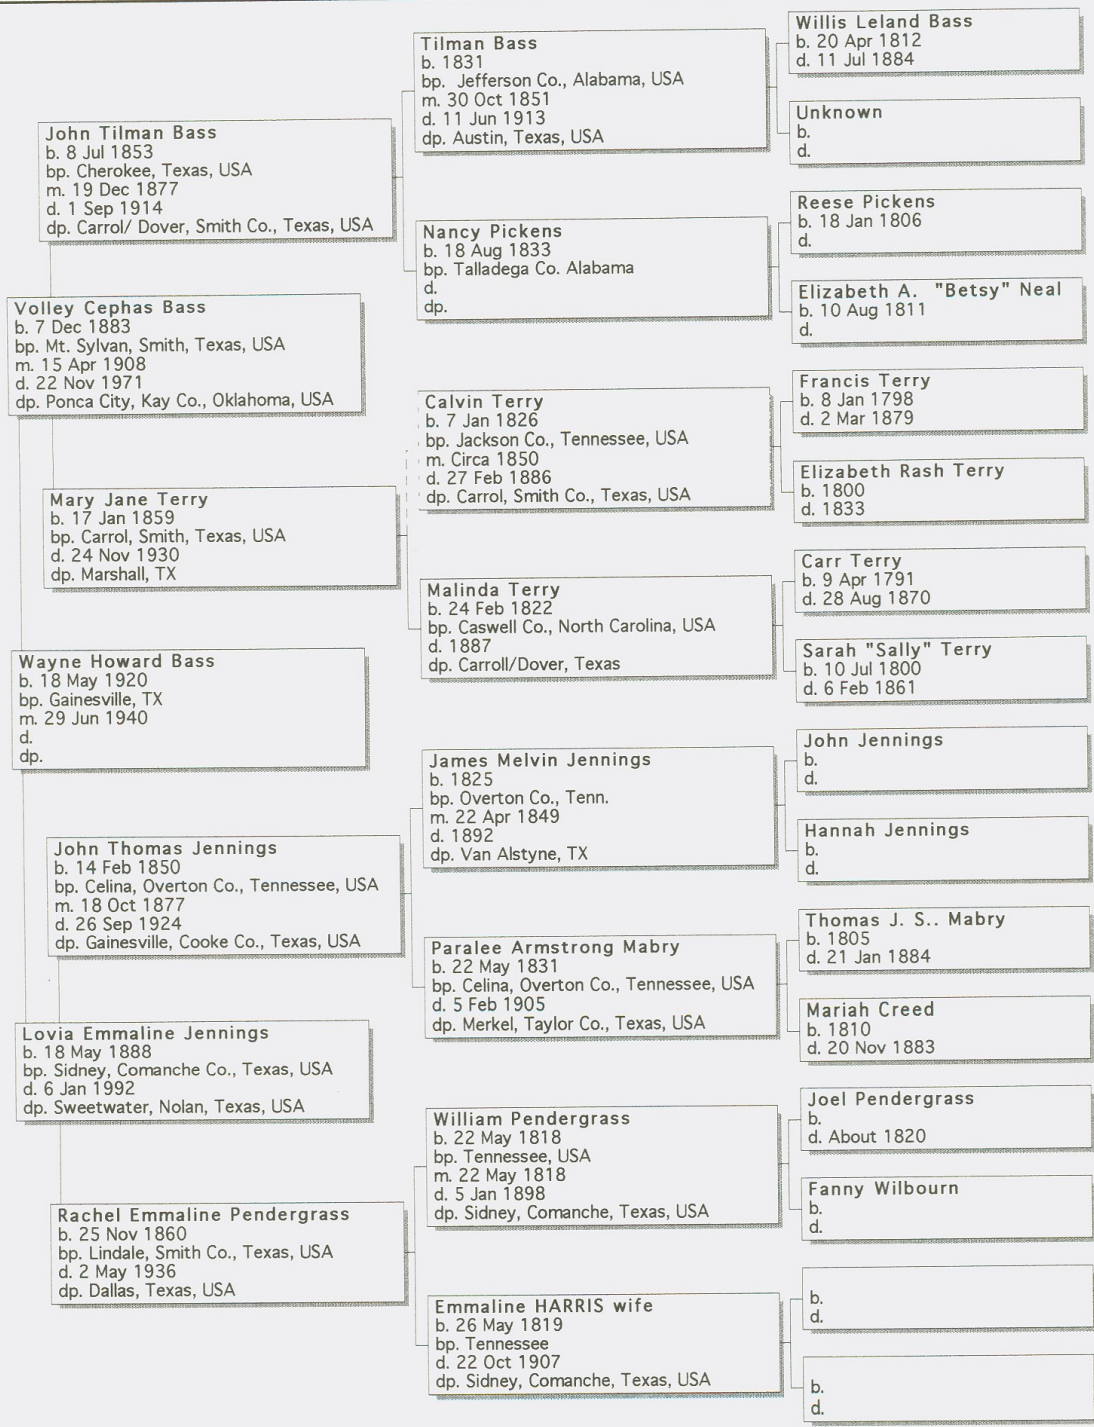 Willis Leland Bass
b. 20 Apr 1812
d. 11 Jul 1884
Tilman Bass
b. 1831
bp. Jefferson Co., Alabama, USA
m. 30 Oct 1851
d. 11 Jun 1913
dp. Austin, Texas, USA
Unknown
b.
d.
John Tilman Bass
b. 8 Jul 1853
bp. Cherokee, Texas, USA
m. 19 Dec 1877
d. 1 Sep 1914
dp. Carrol/ Dover, Smith Co., Texas, USA
Reese Pickens
b. 18 Jan 1806
d.
Nancy Pickens
b. 18 Aug 1833
bp. Talladega Co. Alabama
d.
dp.
Elizabeth A. "Betsy" Neal
b. 10 Aug 1811
d.
Volley Cephas Bass
b. 7 Dec 1883
bp. Mt. Sylvan, Smith, Texas, USA
m. 15 Apr 1908
d. 22 Nov 1971
dp. Ponca City, Kay Co., Oklahoma, USA
Francis Terry
b. 8 Jan 1798
d. 2 Mar 1879
Calvin Terry
b. 7 Jan 1826
bp. Jackson Co., Tennessee, USA
m. Circa 1850
d. 27 Feb 1886
dp. Carrol, Smith Co., Texas, USA
Elizabeth Rash Terry
b. 1800
d. 1833
Mary Jane Terry
b. 17 Jan 1859
bp. Carrol, Smith, Texas, USA
d. 24 Nov 1930
dp. Marshall, TX
Carr Terry
b. 9 Apr 1791
d. 28 Aug 1870
Malinda Terry
b. 24 Feb 1822
bp. Caswell Co., North Carolina, USA
d. 1887
dp. Carroll/Dover, Texas
Sarah "Sally" Terry
b. 10 Jul 1800
d. 6 Feb 1861
Wayne Howard Bass
b. 18 May 1920
bp. Gainesville, TX
m. 29 Jun 1940
d.
dp.
John Jennings
b.
d.
James Melvin Jennings
b. 1825
bp. Overton Co., Tenn.
m. 22 Apr 1849
d. 1892
dp. Van Alstyne, TX
Hannah Jennings
b.
d.
John Thomas Jennings
b. 14 Feb 1850
bp. Celina, Overton Co., Tennessee, USA
m. 18 Oct 1877
d. 26 Sep 1924
dp. Gainesville, Cooke Co., Texas, USA
Thomas J. S.. Mabry
b. 1805
d. 21 Jan 1884
Paralee Armstrong Mabry
b. 22 May 1831
bp. Celina, Overton Co., Tennessee, USA
d. 5 Feb 1905
dp. Merkel, Taylor Co., Texas, USA
Mariah Creed
b. 1810
d. 20 Nov 1883
Lovia Emmaline Jennings
b. 18 May 1888
bp. Sidney, Comanche Co., Texas, USA
d. 6 Jan 1992
dp. Sweetwater, Nolan, Texas, USA
Joel Pendergrass
b.
d. About 1820
William Pendergrass
b. 22 May 1818
bp. Tennessee, USA
m. 22 May 1818
d. 5 Jan 1898
dp. Sidney, Comanche, Texas, USA
Fanny Wilbourn
b.
d.
Rachel Emmaline Pendergrass
b. 25 Nov 1860
bp. Lindale, Smith Co., Texas, USA
d. 2 May 1936
dp. Dallas, Texas, USA
b.
d.
Emmaline HARRIS wife
b. 26 May 1819
bp. Tennessee
d. 22 Oct 1907
dp. Sidney, Comanche, Texas, USA
b.
d.